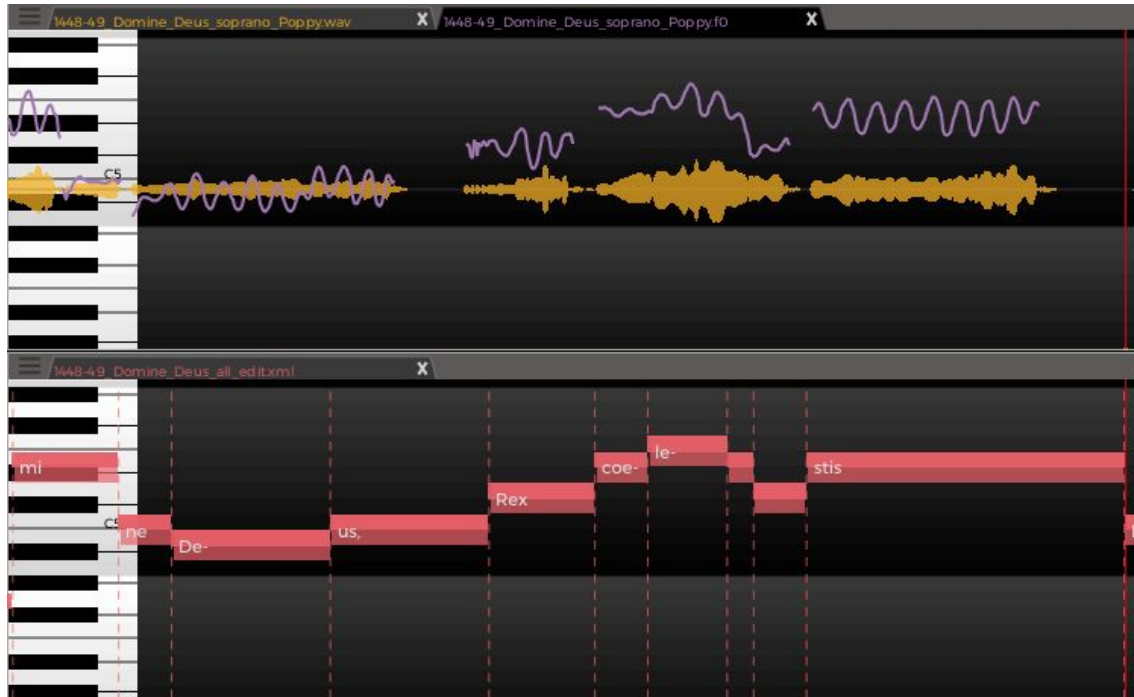 1448-49_Domine_Deus_soprano_Poppy.wav X 1448-49_Domine_Deus_soprano_Poppy.f0 X
C5
1448-49_Domine_Deus_all_edit.xml X
le-
mi coe- stis
Rex
C5 ne us,
De-